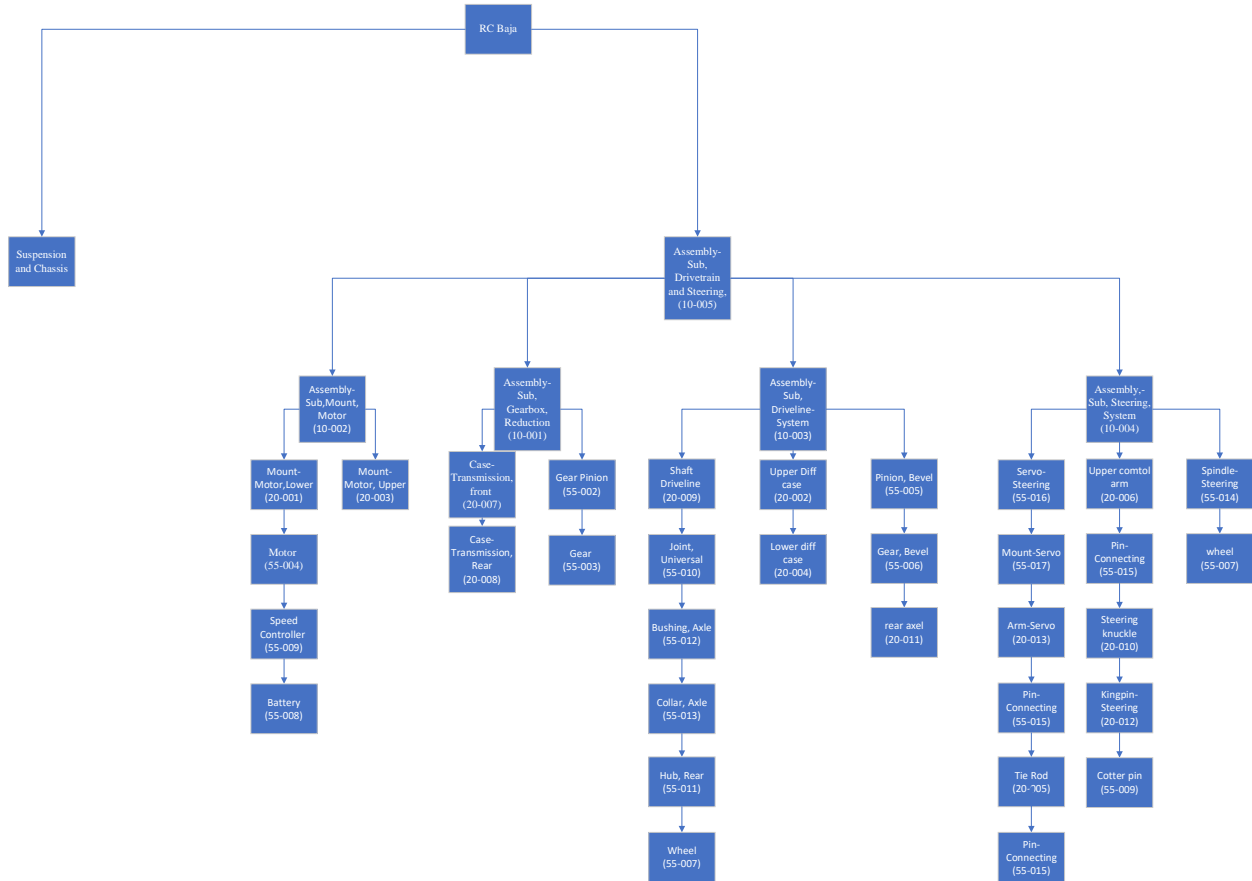 RC Baja
Suspension
and Chassis
Assembly-
Sub,
Drivetrain
and Steering,
(10-005)
Assembly-
Sub,Mount,
Motor
(10-002)
Mount-
Motor,Lower
(20-001)
Mount-
Motor, Upper
(20-003)
Motor
(55-004)
Speed
Controller
(55-009)
Battery
(55-008)
Assembly-
Sub,
Gearbox,
Reduction
(10-001)
Case-
Transmission,
front
(20-007)
Case-
Transmission,
Rear
(20-008)
Gear Pinion
(55-002)
Gear
(55-003)
Assembly-
Sub,
Driveline-
System
(10-003)
Shaft
Driveline
(20-009)
Joint,
Universal
(55-010)
Bushing, Axle
(55-012)
Collar, Axle
(55-013)
Hub, Rear
(55-011)
Wheel
(55-007)
Upper Diff
case
(20-002)
Lower diff
case
(20-004)
Pinion, Bevel
(55-005)
Gear, Bevel
(55-006)
rear axel
(20-011)
Assembly,-
Sub, Steering,
System
(10-004)
Servo-
Steering
(55-016)
Mount-Servo
(55-017)
Arm-Servo
(20-013)
Pin-
Connecting
(55-015)
Tie Rod
(20-005)
Pin-
Connecting
(55-015)
Upper comtol
arm
(20-006)
Pin-
Connecting
(55-015)
Steering
knuckle
(20-010)
Kingpin-
Steering
(20-012)
Cotter pin
(55-009)
Spindle-
Steering
(55-014)
wheel
(55-007)